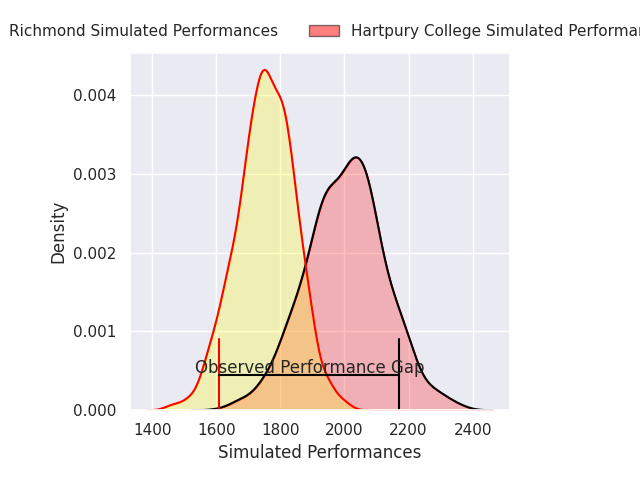 Richmond Simulated Performances Hartpury College Simulated
0.004
0.003
0.002
0.001
0.000
Density
Observed Performance Gap
1400 1600 1800 2000 2200 2400
Simulated Performances